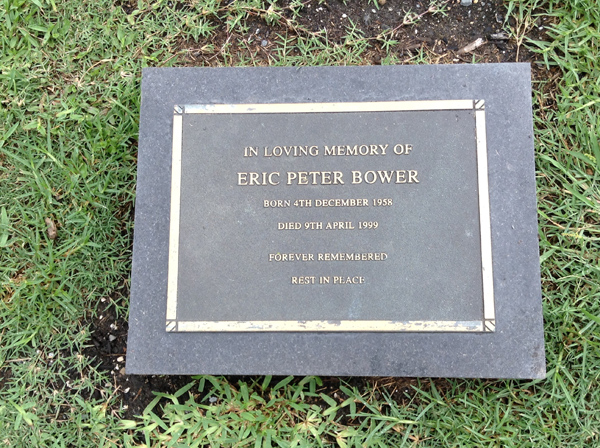 IN LOVING MEMORY OF
ERIC PETER BOWER
BORN 4TH DECEMBER 1958
DIED 9TH APRIL 1999
FOREVER REMEMBERED
REST IN PEACE